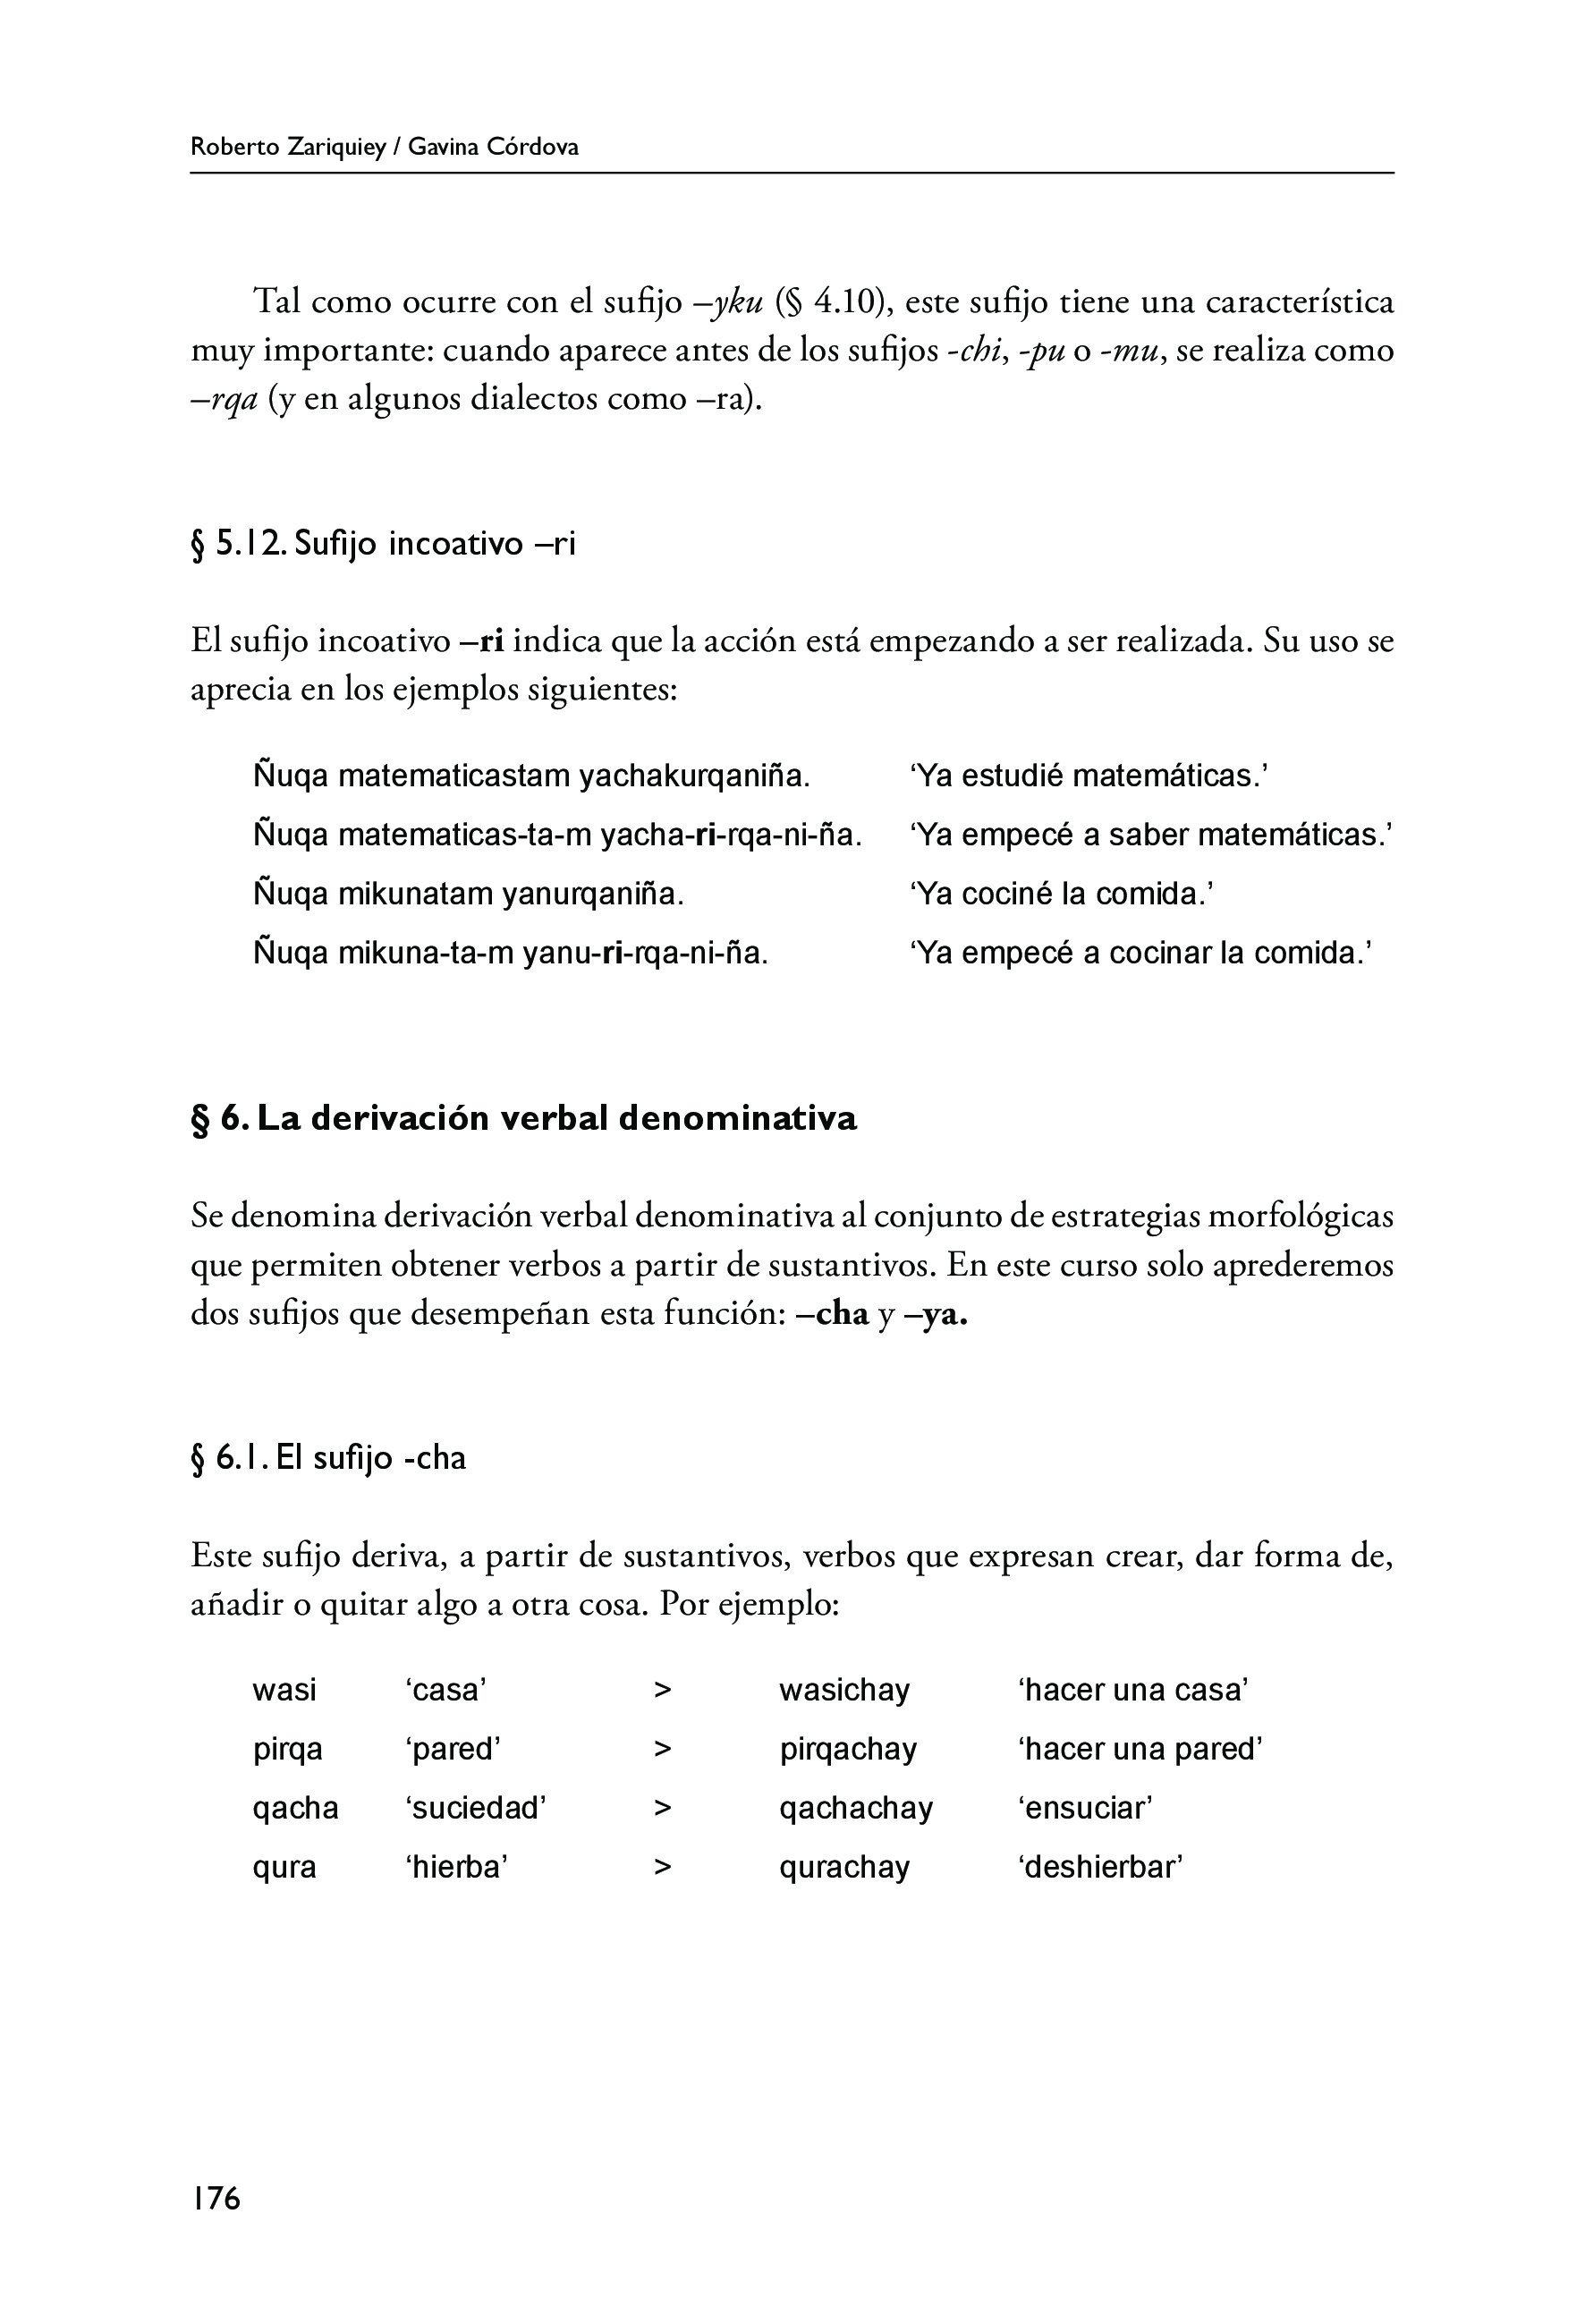 Roberto Zariquiey / Gavina Córdova
Tal como ocurre con el sufijo –yku (§ 4.10), este sufijo tiene una característica
muy importante: cuando aparece antes de los sufijos -chi, -pu o -mu, se realiza como
–rqa (y en algunos dialectos como –ra).
§ 5.12. Sufijo incoativo –ri
El sufijo incoativo –ri indica que la acción está empezando a ser realizada. Su uso se
aprecia en los ejemplos siguientes:
Ñuqa matematicastam yachakurqaniña. ‘Ya estudié matemáticas.’
Ñuqa matematicas-ta-m yacha-ri-rqa-ni-ña. ‘Ya empecé a saber matemáticas.’
Ñuqa mikunatam yanurqaniña. ‘Ya cociné la comida.’
Ñuqa mikuna-ta-m yanu-ri-rqa-ni-ña. ‘Ya empecé a cocinar la comida.’
§ 6. La derivación verbal denominativa
Se denomina derivación verbal denominativa al conjunto de estrategias morfológicas
que permiten obtener verbos a partir de sustantivos. En este curso solo aprederemos
dos sufijos que desempeñan esta función: –cha y –ya.
§ 6.1. El sufijo -cha
Este sufijo deriva, a partir de sustantivos, verbos que expresan crear, dar forma de,
añadir o quitar algo a otra cosa. Por ejemplo:
wasi ‘casa’ > wasichay ‘hacer una casa’
pirqa ‘pared’ > pirqachay ‘hacer una pared’
qacha ‘suciedad’ > qachachay ‘ensuciar’
qura ‘hierba’ > qurachay ‘deshierbar’
176